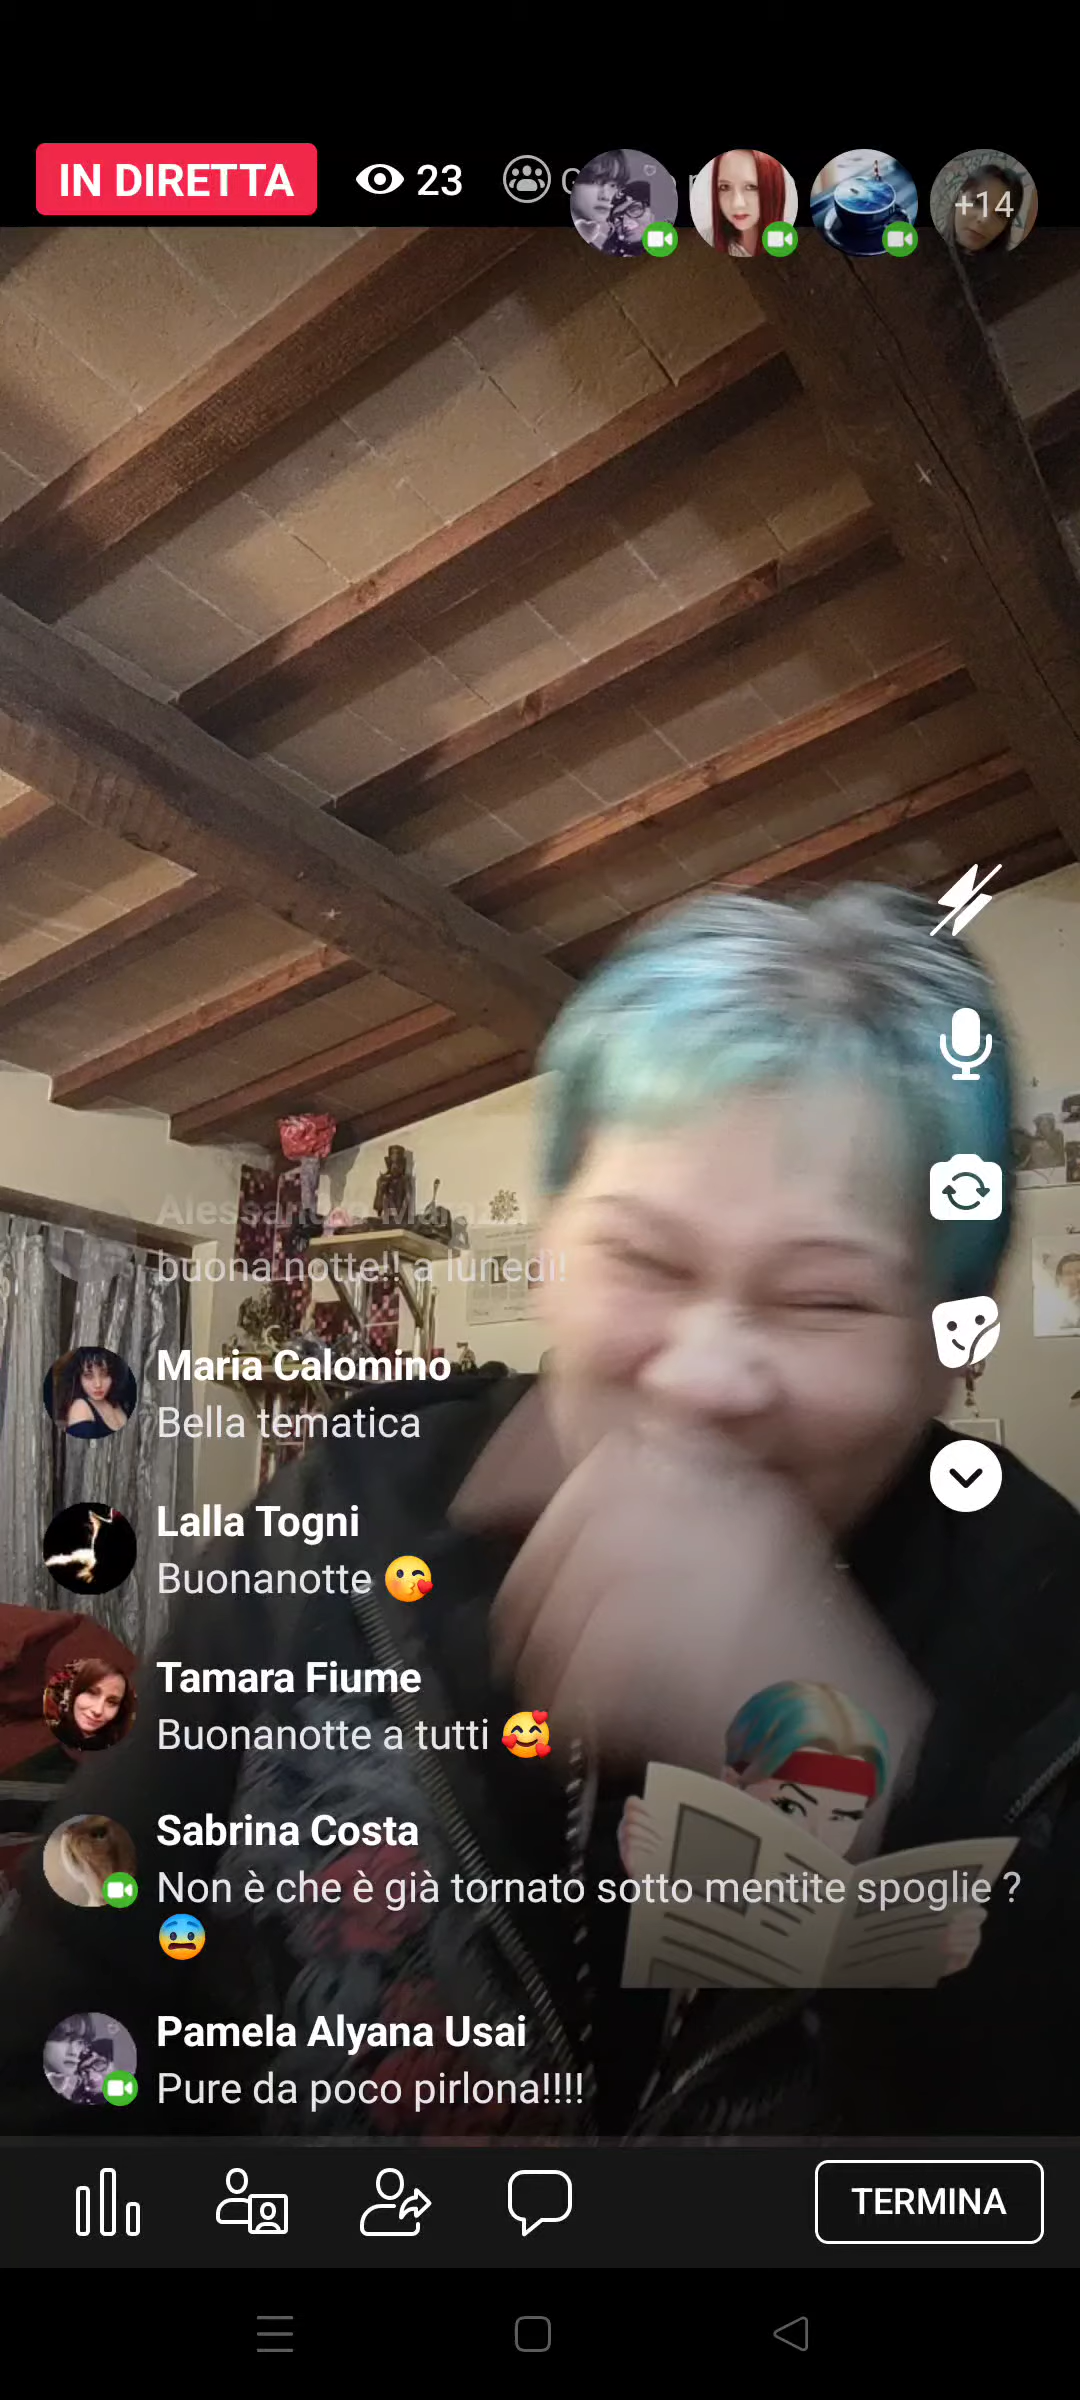 IN DIRETTA
23
+14
buona notte!! a lunedì!
Maria Calomino
Bella tematica
Lalla Togni
Buonanotte 😘
Tamara Fiume
Buonanotte a tutti 🥰
Sabrina Costa
Non è che è già tornato sotto mentite spoglie ?
😨
Pamela Alyana Usai
Pure da poco pirlona!!!!
TERMINA